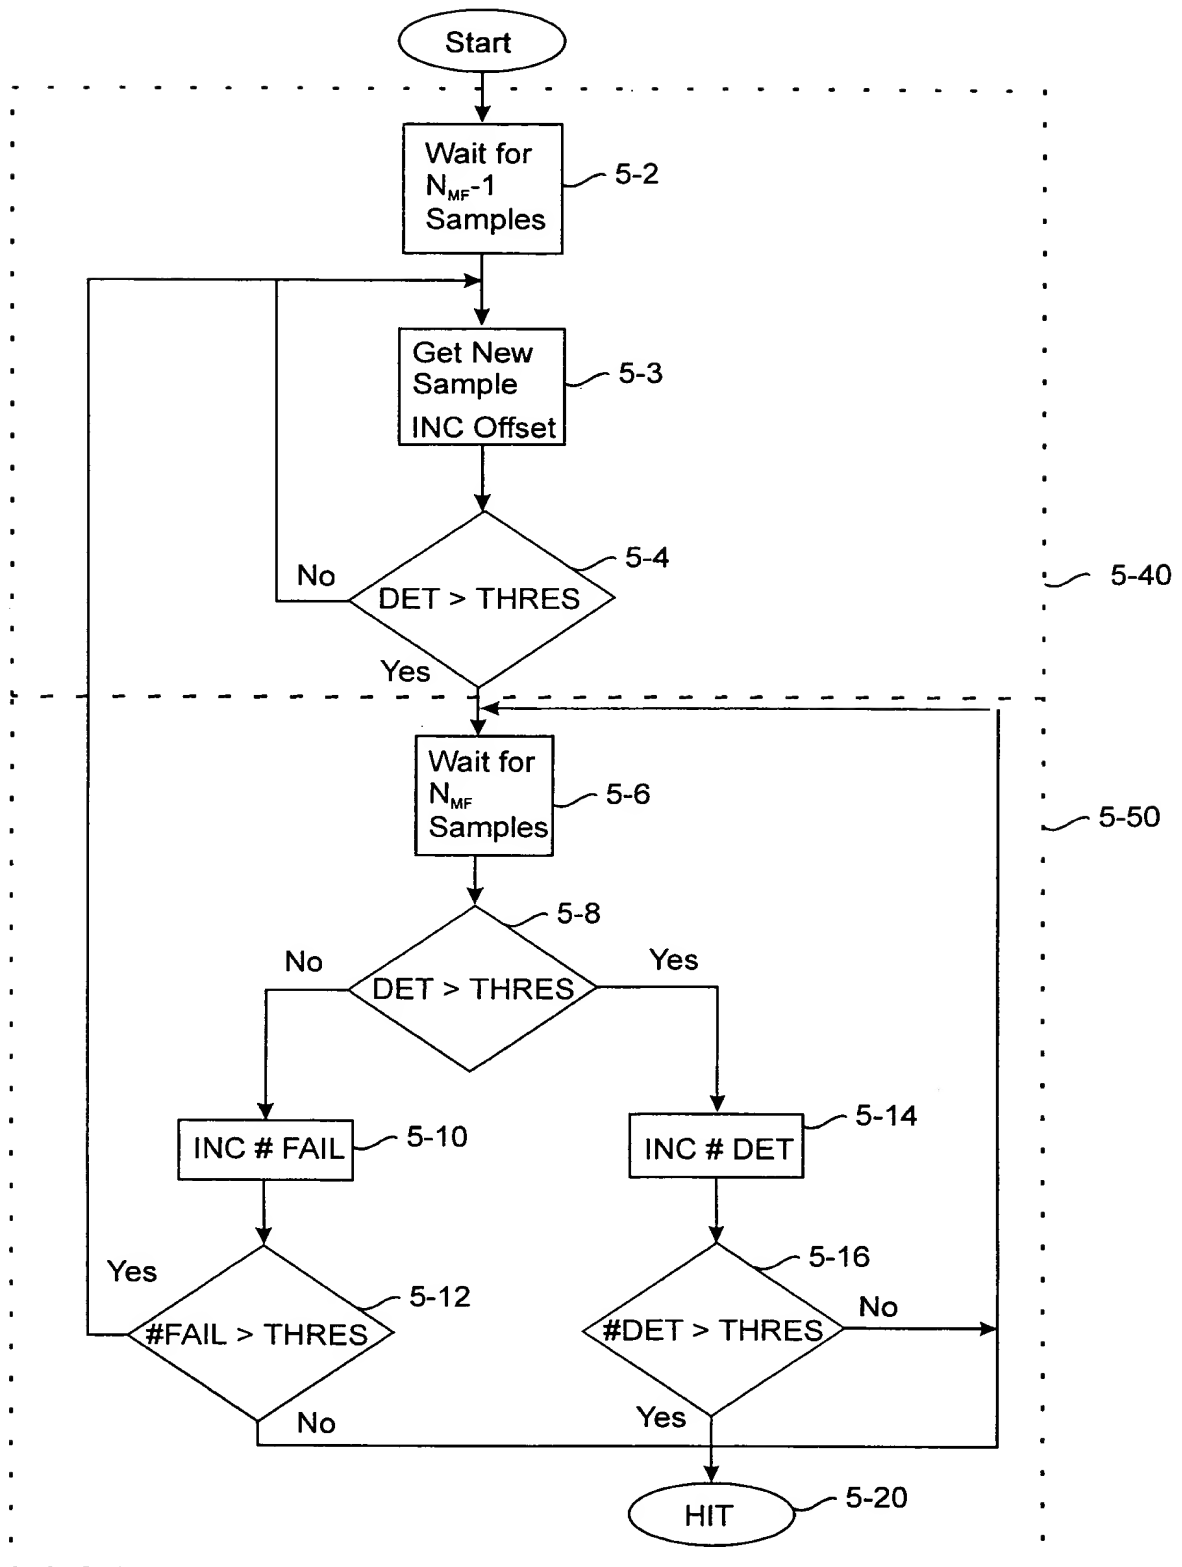 Start
Wait for
N_MF-1
Samples
5-2
Get New
Sample
INC Offset
5-3
5-4
No
DET > THRES
5-40
Yes
Wait for
N_MF
Samples
5-6
5-50
5-8
No
Yes
DET > THRES
INC # FAIL
5-10
INC # DET
5-14
Yes
5-12
#FAIL > THRES
No
5-16
No
#DET > THRES
Yes
HIT
5-20